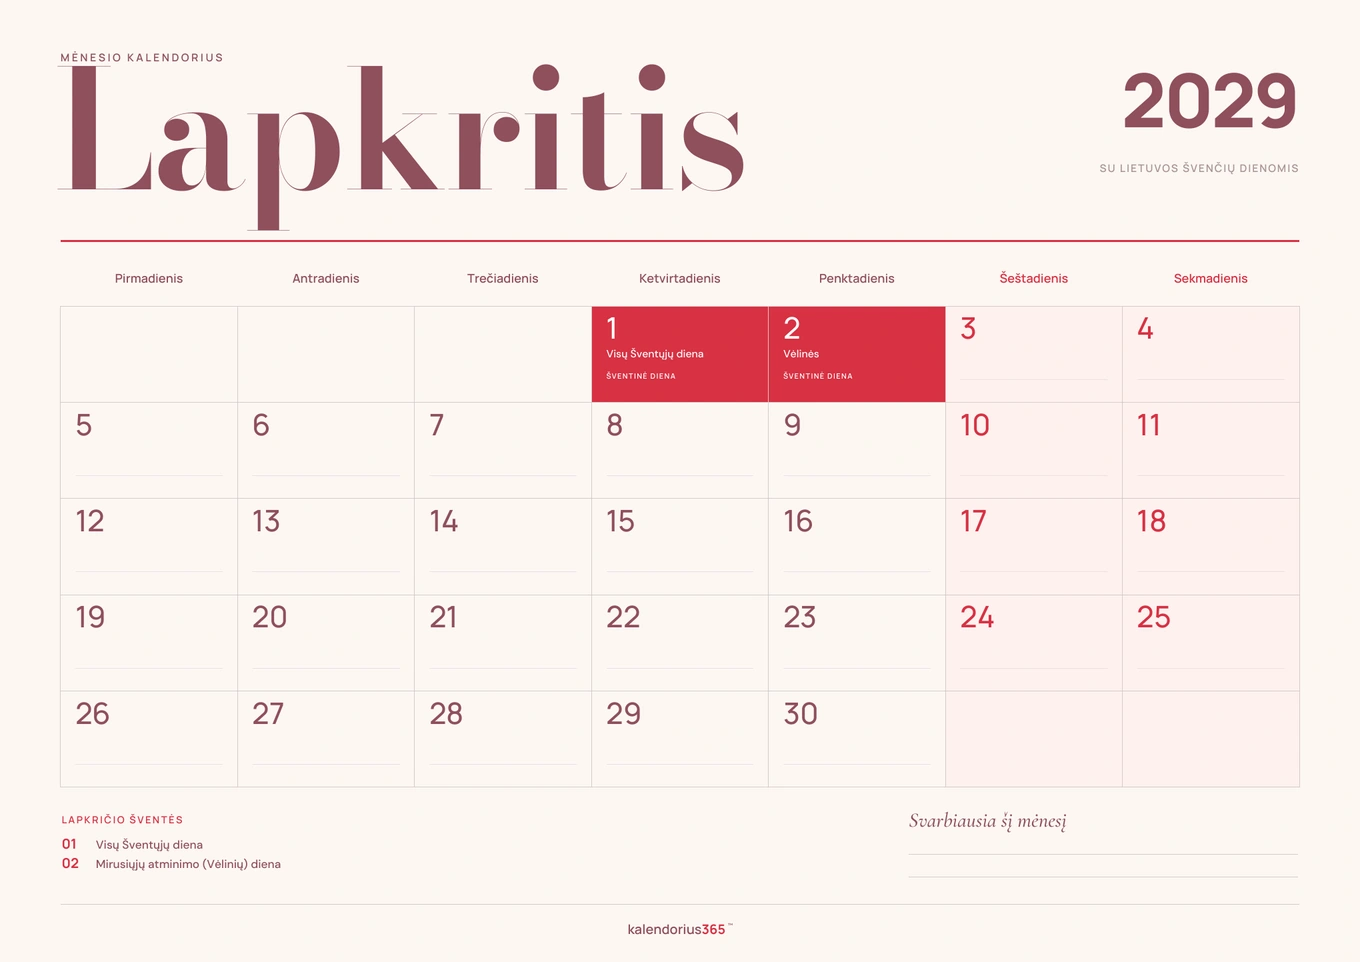 MĖNESIO KALENDORIUS
Lapkritis
2029
SU LIETUVOS ŠVENČIŲ DIENOMIS
Pirmadienis Antradienis Trečiadienis Ketvirtadienis Penktadienis Šeštadienis Sekmadienis
1 2 3 4
Visų Šventųjų diena Vėlinės
ŠVENTINĖ DIENA ŠVENTINĖ DIENA
5 6 7 8 9 10 11
12 13 14 15 16 17 18
19 20 21 22 23 24 25
26 27 28 29 30
LAPKRIČIO ŠVENTĖS
01 Visų Šventųjų diena
02 Mirusiųjų atminimo (Vėlinių) diena
Svarbiausia šį mėnesį
kalendorius365™